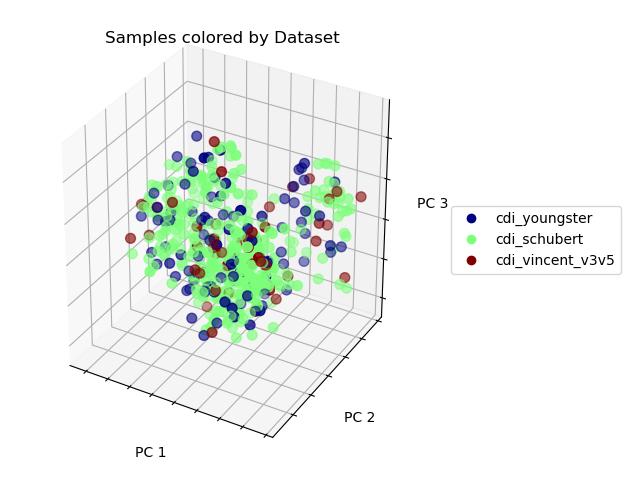 Samples colored by Dataset
PC 3
cdi_youngster
cdi_schubert
cdi_vincent_v3v5
PC 2
PC 1